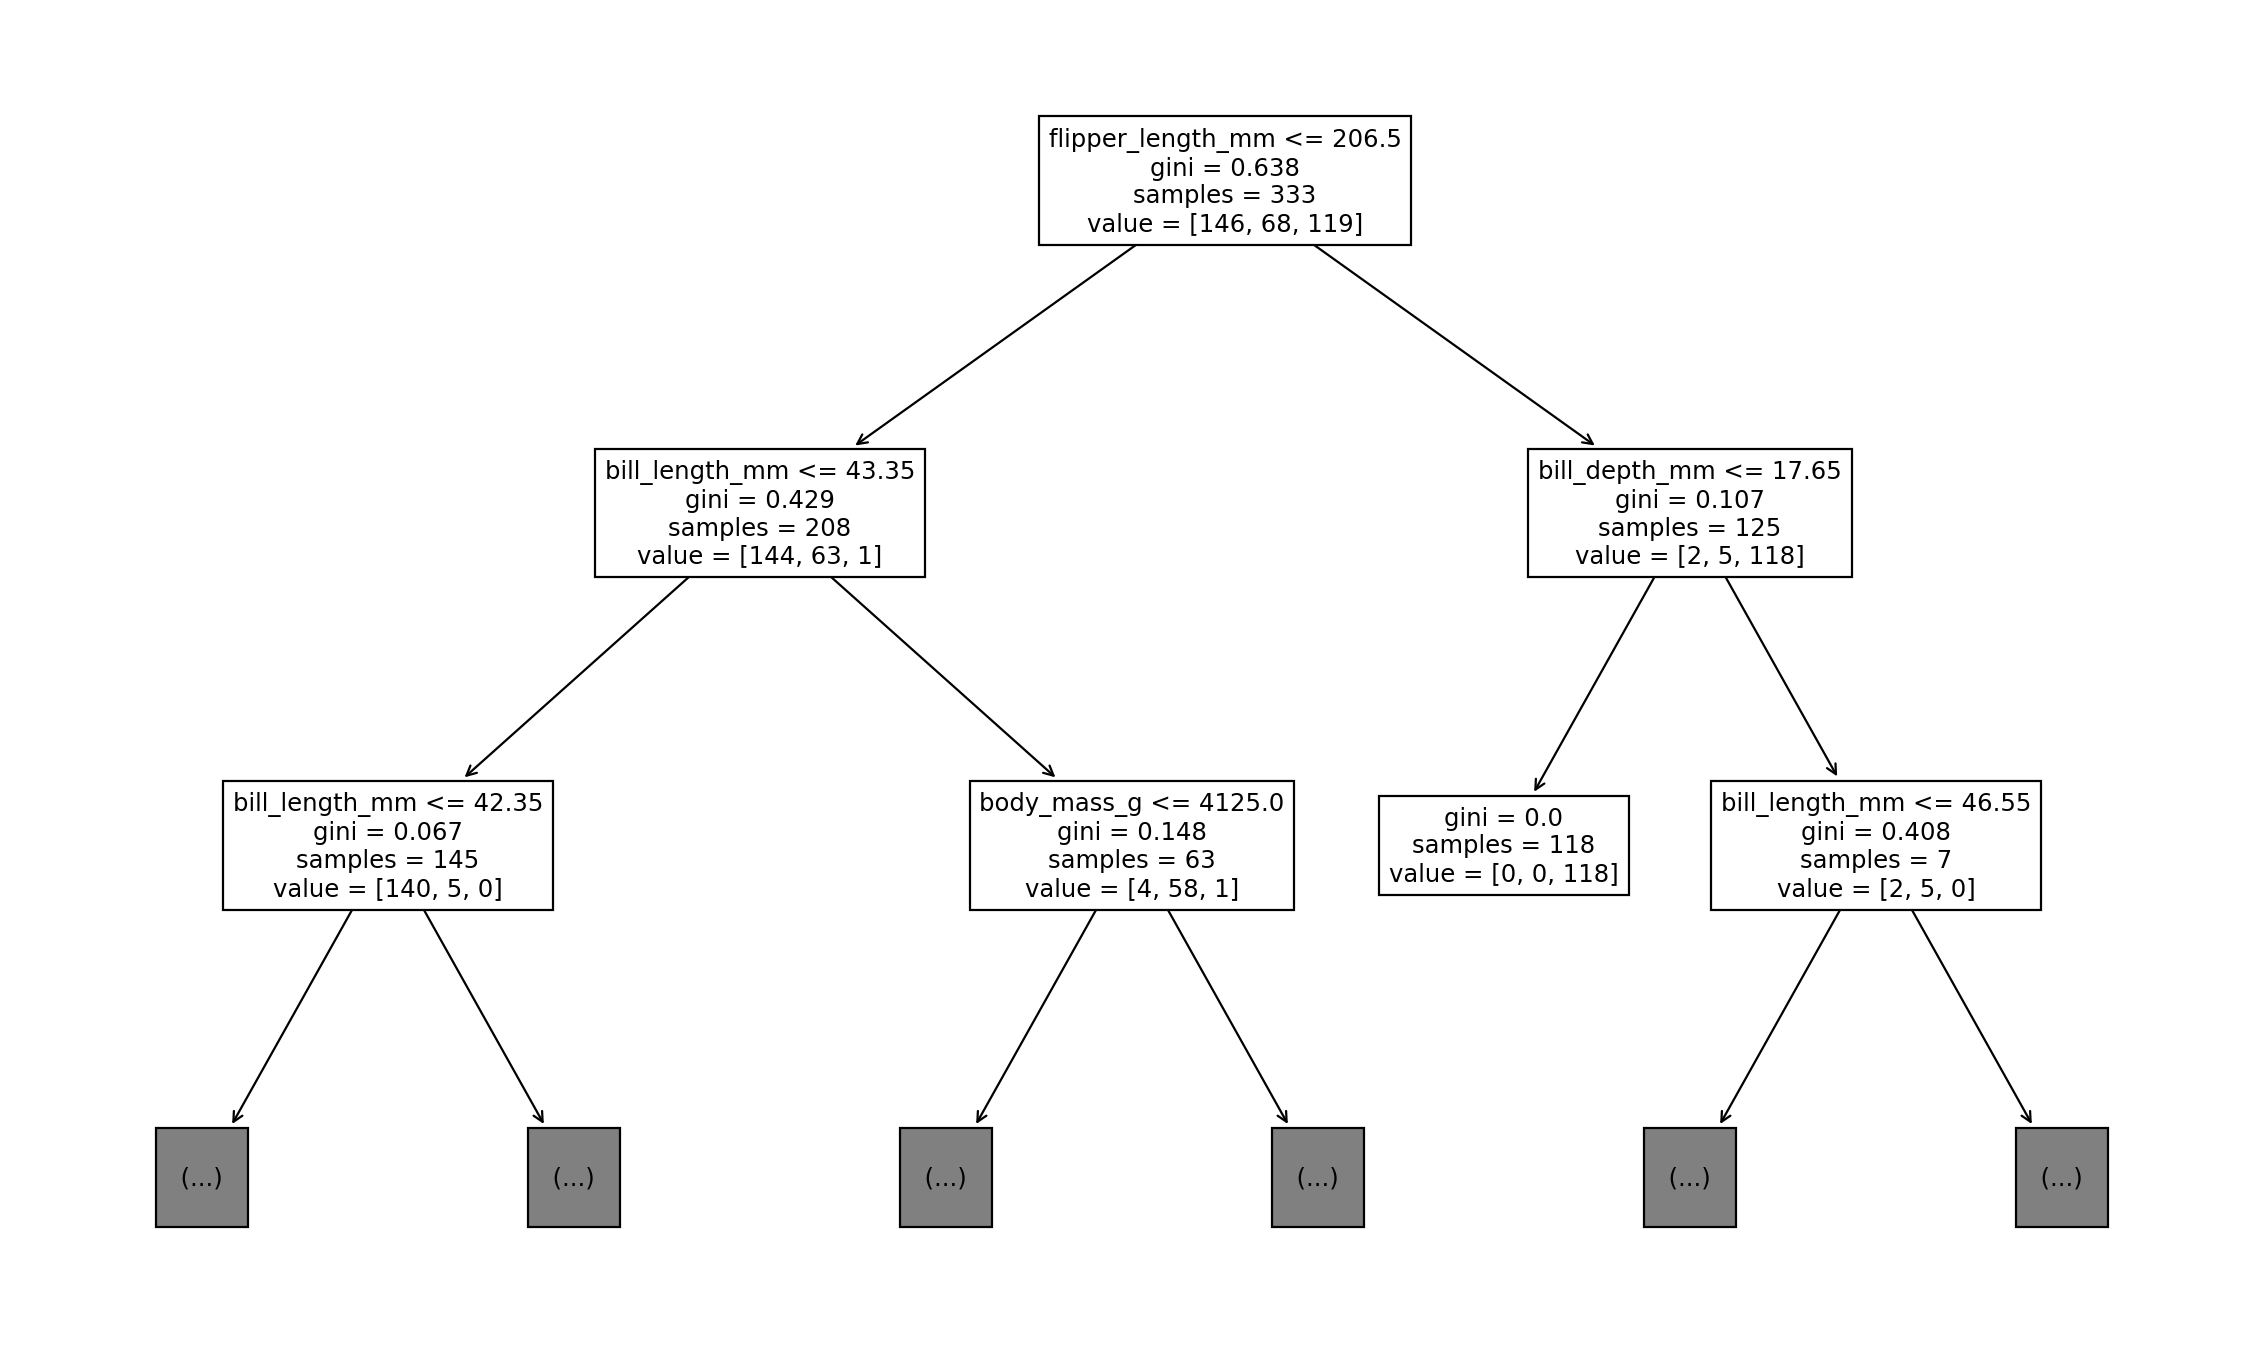 flipper_length_mm <= 206.5
gini = 0.638
samples = 333
value = [146, 68, 119]
bill_length_mm <= 43.35
gini = 0.429
samples = 208
value = [144, 63, 1]
bill_depth_mm <= 17.65
gini = 0.107
samples = 125
value = [2, 5, 118]
bill_length_mm <= 42.35
gini = 0.067
samples = 145
value = [140, 5, 0]
body_mass_g <= 4125.0
gini = 0.148
samples = 63
value = [4, 58, 1]
gini = 0.0
samples = 118
value = [0, 0, 118]
bill_length_mm <= 46.55
gini = 0.408
samples = 7
value = [2, 5, 0]
(...)
(...)
(...)
(...)
(...)
(...)